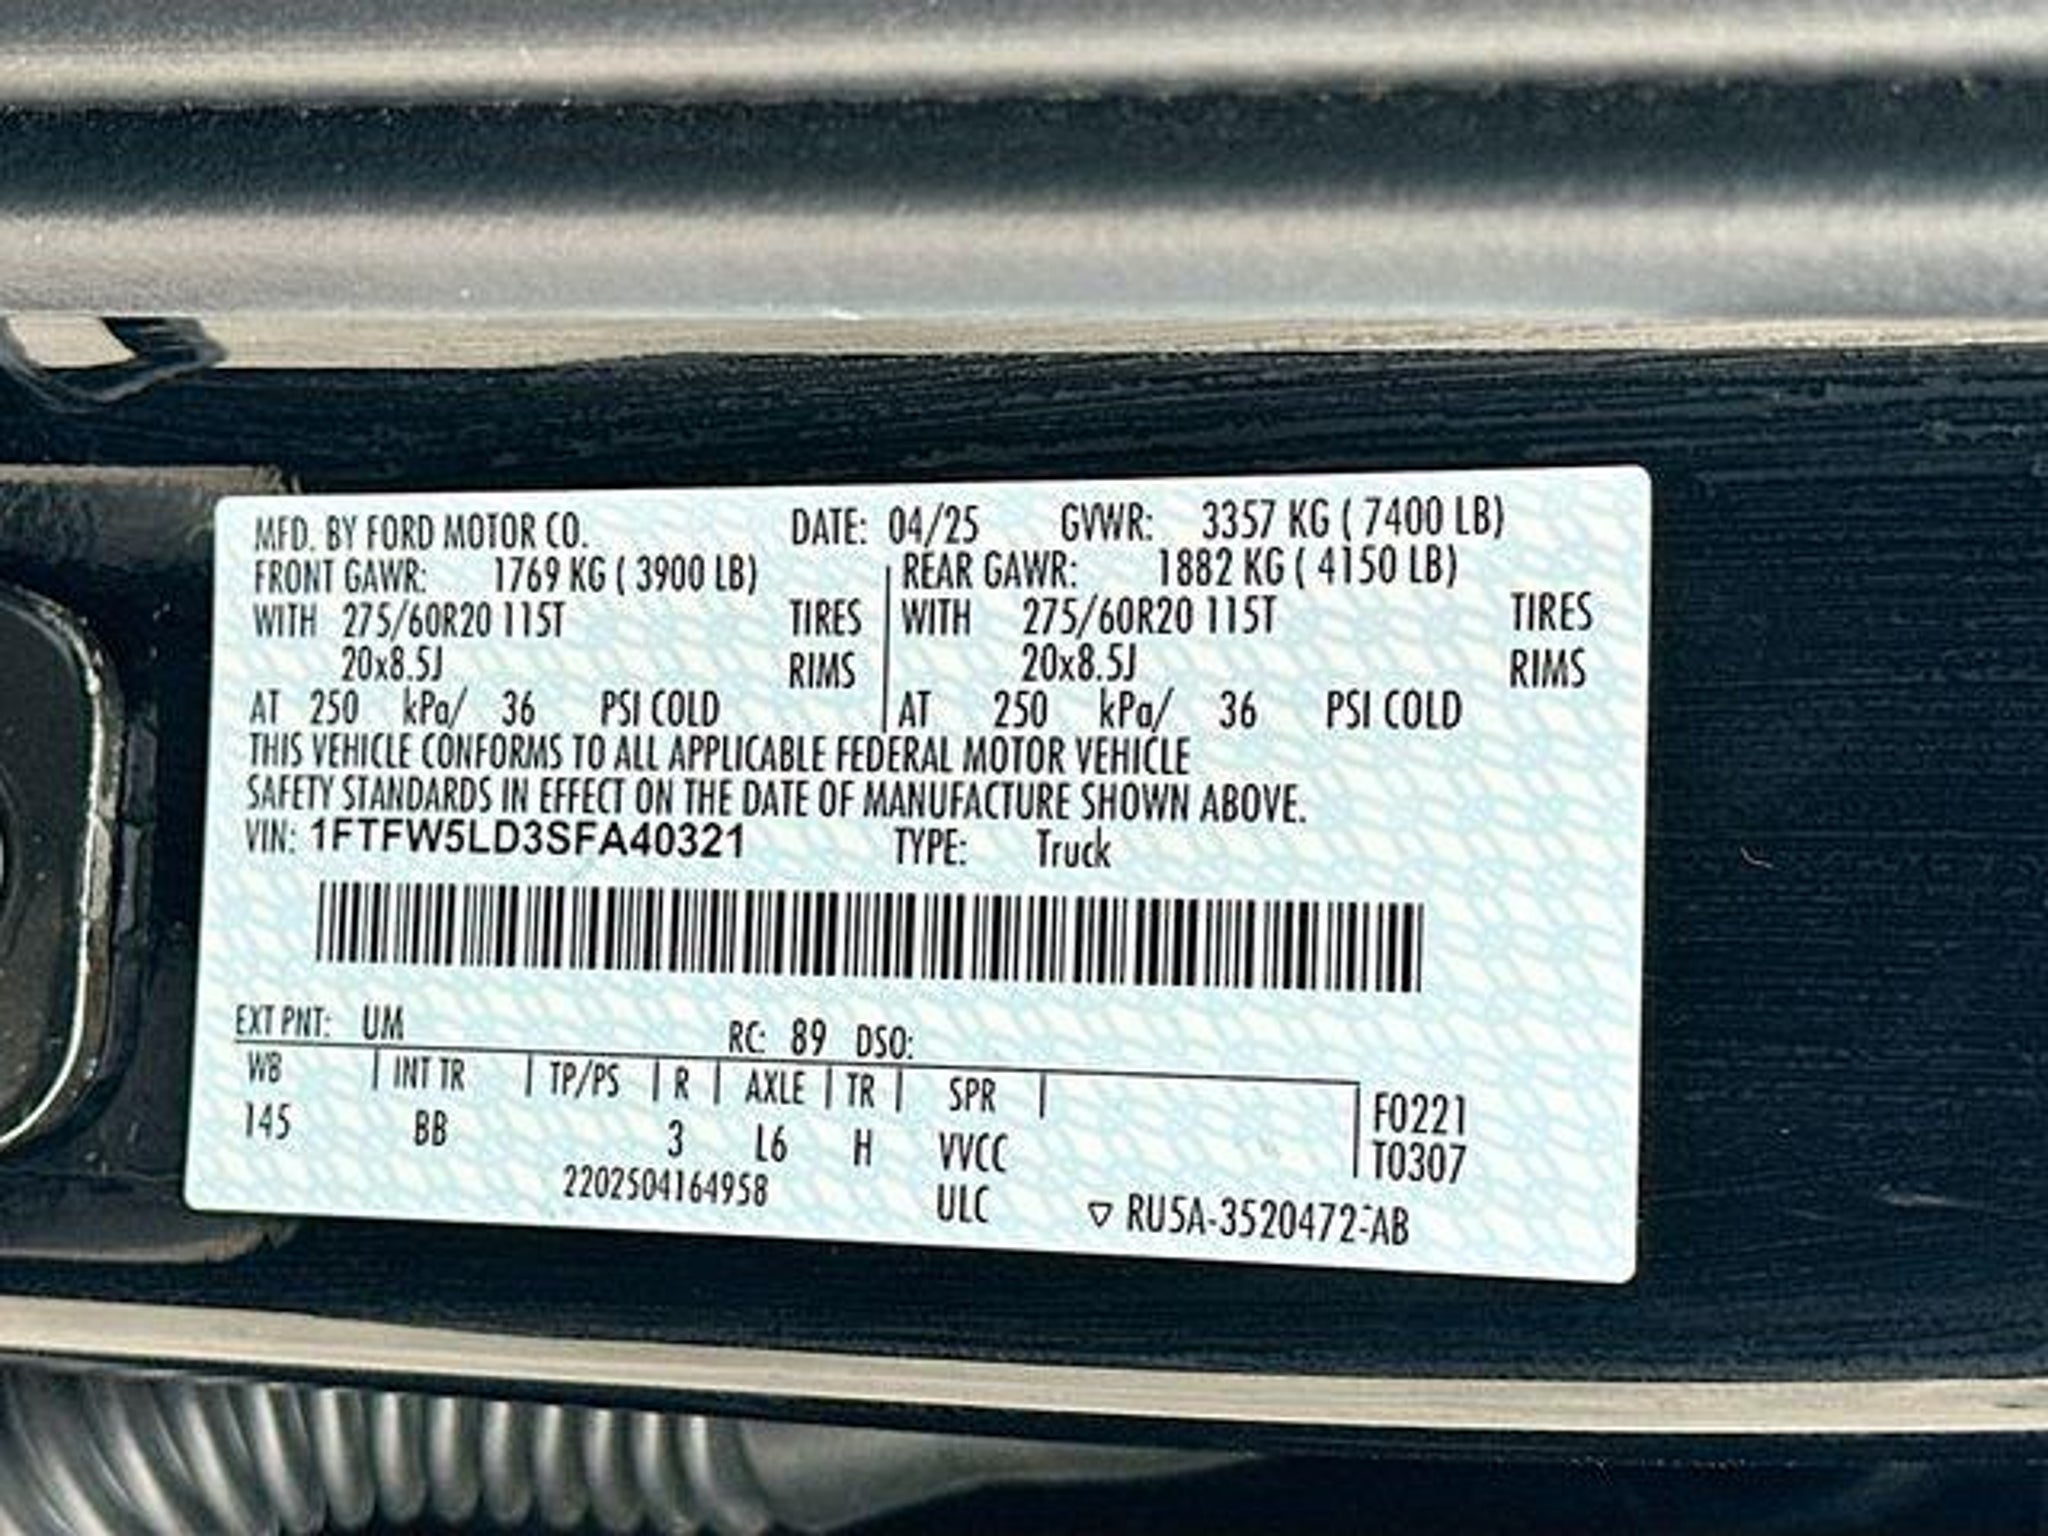 MFD. BY FORD MOTOR CO. DATE: 04/25 GVWR: 3357 KG ( 7400 LB)
FRONT GAWR: 1769 KG ( 3900 LB) REAR GAWR: 1882 KG ( 4150 LB)
WITH 275/60R20 115T TIRES WITH 275/60R20 115T TIRES
20x8.5J RIMS 20x8.5J RIMS
AT 250 kPa/ 36 PSI COLD AT 250 kPa/ 36 PSI COLD
THIS VEHICLE CONFORMS TO ALL APPLICABLE FEDERAL MOTOR VEHICLE
SAFETY STANDARDS IN EFFECT ON THE DATE OF MANUFACTURE SHOWN ABOVE.
VIN: 1FTFW5LD3SFA40321 TYPE: Truck
EXT PNT: UM RC: 89 DSO:
WB INT TR TP/PS R AXLE TR SPR F0221
145 BB 3 L6 H VVCC T0307
2202504164958 ULC ▽ RU5A-3520472-AB